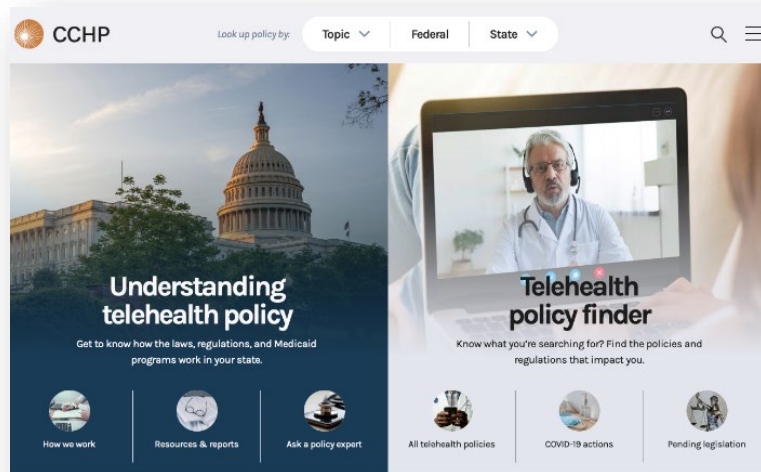 CCHP
Look up policy by:
Topic
Federal
State
Understanding
telehealth policy
Get to know how the laws, regulations, and Medicaid
programs work in your state.
How we work
Resources & reports
Ask a policy expert
Telehealth
policy finder
Know what you're searching for? Find the policies and
regulations that impact you.
All telehealth policies
COVID-19 actions
Pending legislation